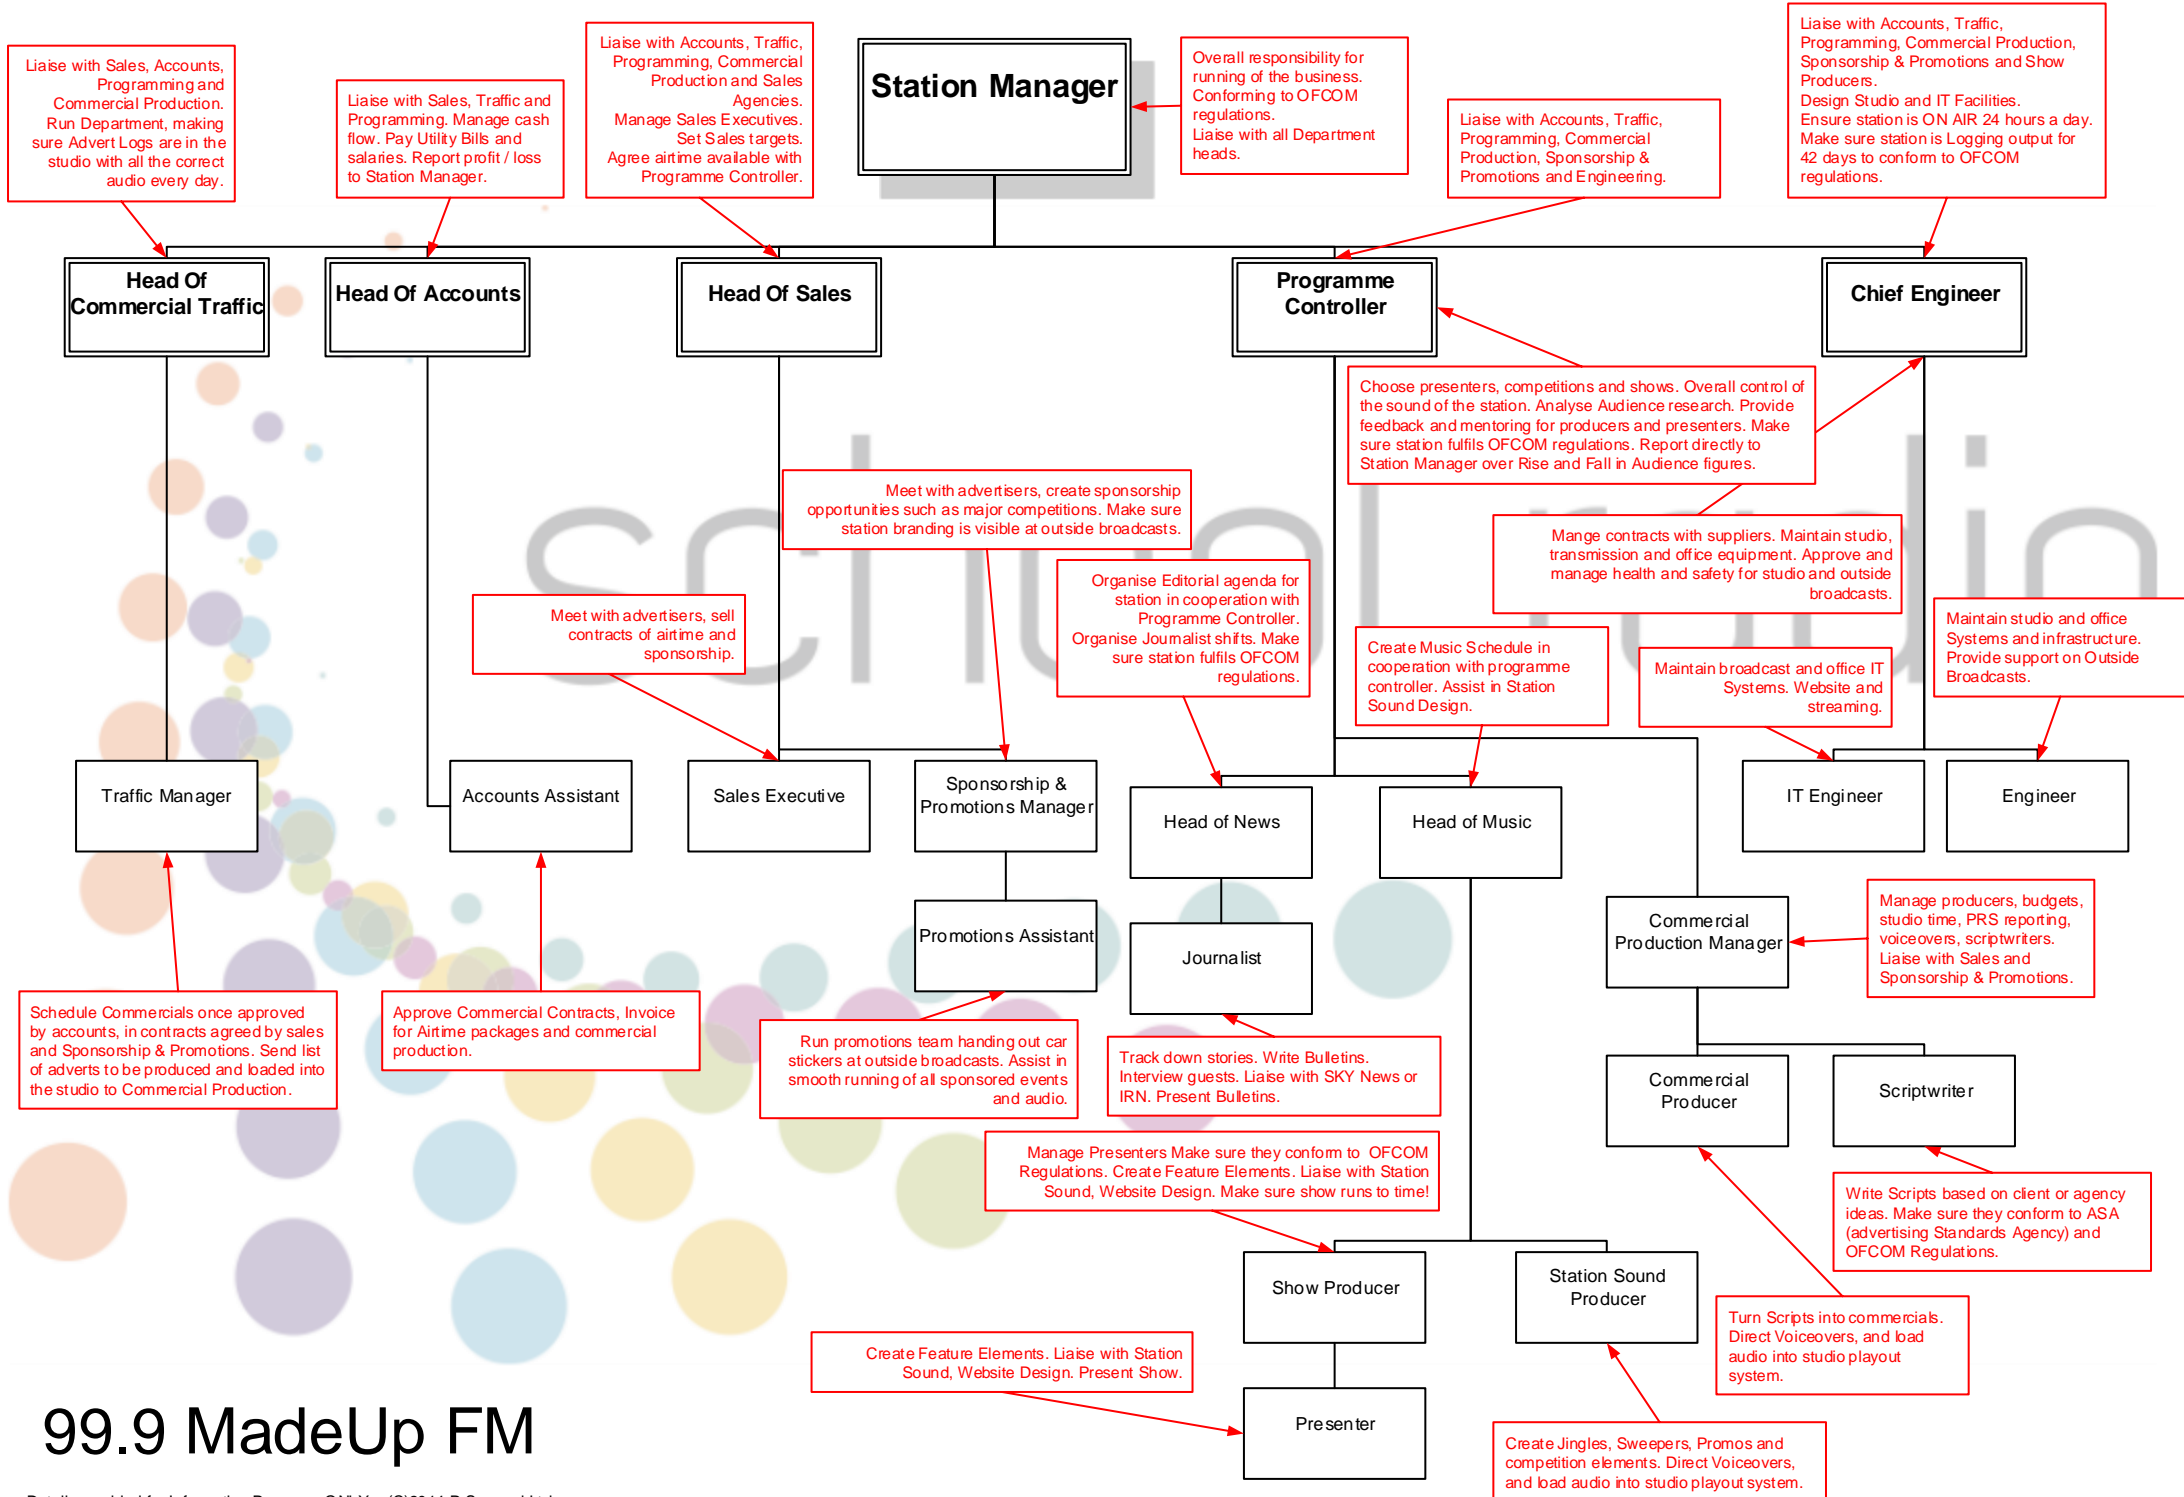 Liaise with Sales, Accounts,
Programming and
Commercial Production.
Run Department, making
sure Advert Logs are in the
studio with all the correct
audio every day.
Liaise with Sales, Traffic and
Programming. Manage cash
flow. Pay Utility Bills and
salaries. Report profit / loss
to Station Manager.
Liaise with Accounts, Traffic,
Programming, Commercial
Production and Sales
Agencies.
Manage Sales Executives.
Set Sales targets.
Agree airtime available with
Programme Controller.
Station Manager
Overall responsibility for
running of the business.
Conforming to OFCOM
regulations.
Liaise with all Department
heads.
Liaise with Accounts, Traffic,
Programming, Commercial
Production, Sponsorship &
Promotions and Engineering.
Liaise with Accounts, Traffic,
Programming, Commercial Production,
Sponsorship & Promotions and Show
Producers.
Design Studio and IT Facilities.
Ensure station is ON AIR 24 hours a day.
Make sure station is Logging output for
42 days to conform to OFCOM
regulations.
Head Of
Commercial Traffic
Head Of Accounts
Head Of Sales
Programme
Controller
Chief Engineer
Choose presenters, competitions and shows. Overall control of
the sound of the station. Analyse Audience research. Provide
feedback and mentoring for producers and presenters. Make
sure station fulfils OFCOM regulations. Report directly to
Station Manager over Rise and Fall in Audience figures.
Meet with advertisers, create sponsorship
opportunities such as major competitions. Make sure
station branding is visible at outside broadcasts.
Mange contracts with suppliers. Maintain studio,
transmission and office equipment. Approve and
manage health and safety for studio and outside
broadcasts.
Organise Editorial agenda for
station in cooperation with
Programme Controller.
Organise Journalist shifts. Make
sure station fulfils OFCOM
regulations.
Meet with advertisers, sell
contracts of airtime and
sponsorship.
Create Music Schedule in
cooperation with programme
controller. Assist in Station
Sound Design.
Maintain broadcast and office IT
Systems. Website and
streaming.
Maintain studio and office
Systems and infrastructure.
Provide support on Outside
Broadcasts.
Traffic Manager
Accounts Assistant
Sales Executive
Sponsorship &
Promotions Manager
Head of News
Head of Music
IT Engineer
Engineer
Promotions Assistant
Journalist
Commercial
Production Manager
Manage producers, budgets,
studio time, PRS reporting,
voiceovers, scriptwriters.
Liaise with Sales and
Sponsorship & Promotions.
Schedule Commercials once approved
by accounts, in contracts agreed by sales
and Sponsorship & Promotions. Send list
of adverts to be produced and loaded into
the studio to Commercial Production.
Approve Commercial Contracts, Invoice
for Airtime packages and commercial
production.
Run promotions team handing out car
stickers at outside broadcasts. Assist in
smooth running of all sponsored events
and audio.
Track down stories. Write Bulletins.
Interview guests. Liaise with SKY News or
IRN. Present Bulletins.
Commercial
Producer
Scriptwriter
Manage Presenters Make sure they conform to OFCOM
Regulations. Create Feature Elements. Liaise with Station
Sound, Website Design. Make sure show runs to time!
Write Scripts based on client or agency
ideas. Make sure they conform to ASA
(advertising Standards Agency) and
OFCOM Regulations.
Show Producer
Station Sound
Producer
Turn Scripts into commercials.
Direct Voiceovers, and load
audio into studio playout
system.
Create Feature Elements. Liaise with Station
Sound, Website Design. Present Show.
Presenter
Create Jingles, Sweepers, Promos and
competition elements. Direct Voiceovers,
and load audio into studio playout system.
99.9 MadeUp FM